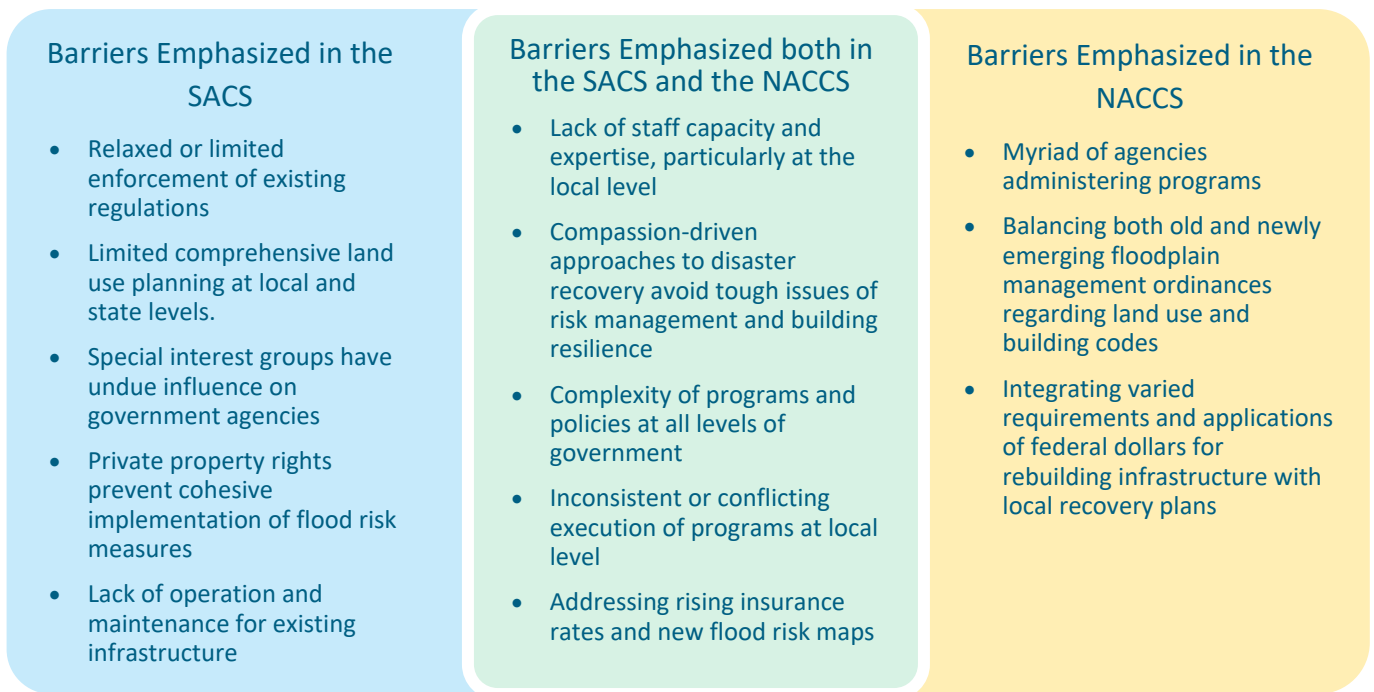 Barriers Emphasized in the
SACS
• Relaxed or limited
enforcement of existing
regulations
• Limited comprehensive land
use planning at local and
state levels.
• Special interest groups have
undue influence on
government agencies
• Private property rights
prevent cohesive
implementation of flood risk
measures
• Lack of operation and
maintenance for existing
infrastructure
Barriers Emphasized both in
the SACS and the NACCS
• Lack of staff capacity and
expertise, particularly at the
local level
• Compassion-driven
approaches to disaster
recovery avoid tough issues of
risk management and building
resilience
• Complexity of programs and
policies at all levels of
government
• Inconsistent or conflicting
execution of programs at local
level
• Addressing rising insurance
rates and new flood risk maps
Barriers Emphasized in the
NACCS
• Myriad of agencies
administering programs
• Balancing both old and newly
emerging floodplain
management ordinances
regarding land use and
building codes
• Integrating varied
requirements and applications
of federal dollars for
rebuilding infrastructure with
local recovery plans